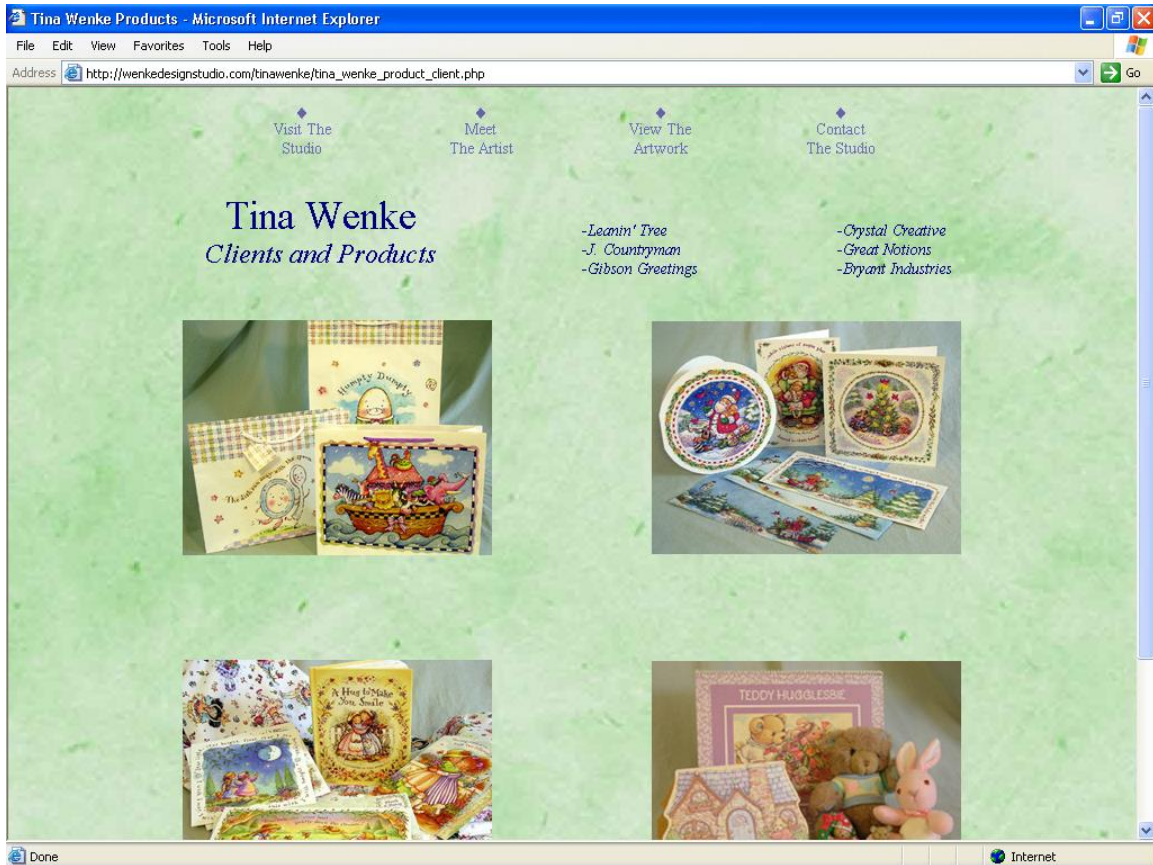 Tina Wenke Products - Microsoft Internet Explorer
File Edit View Favorites Tools Help
Address http://wenkedesignstudio.com/tinawenke/tina_wenke_product_client.php Go
Visit The
Studio
Meet
The Artist
View The
Artwork
Contact
The Studio
Tina Wenke
Clients and Products
-Leanin' Tree
-J. Countryman
-Gibson Greetings
-Crystal Creative
-Great Notions
-Bryant Industries
Humpty Dumpty
A Hug to Make
You Smile
TEDDY HUGGLESBIE
Done
Internet